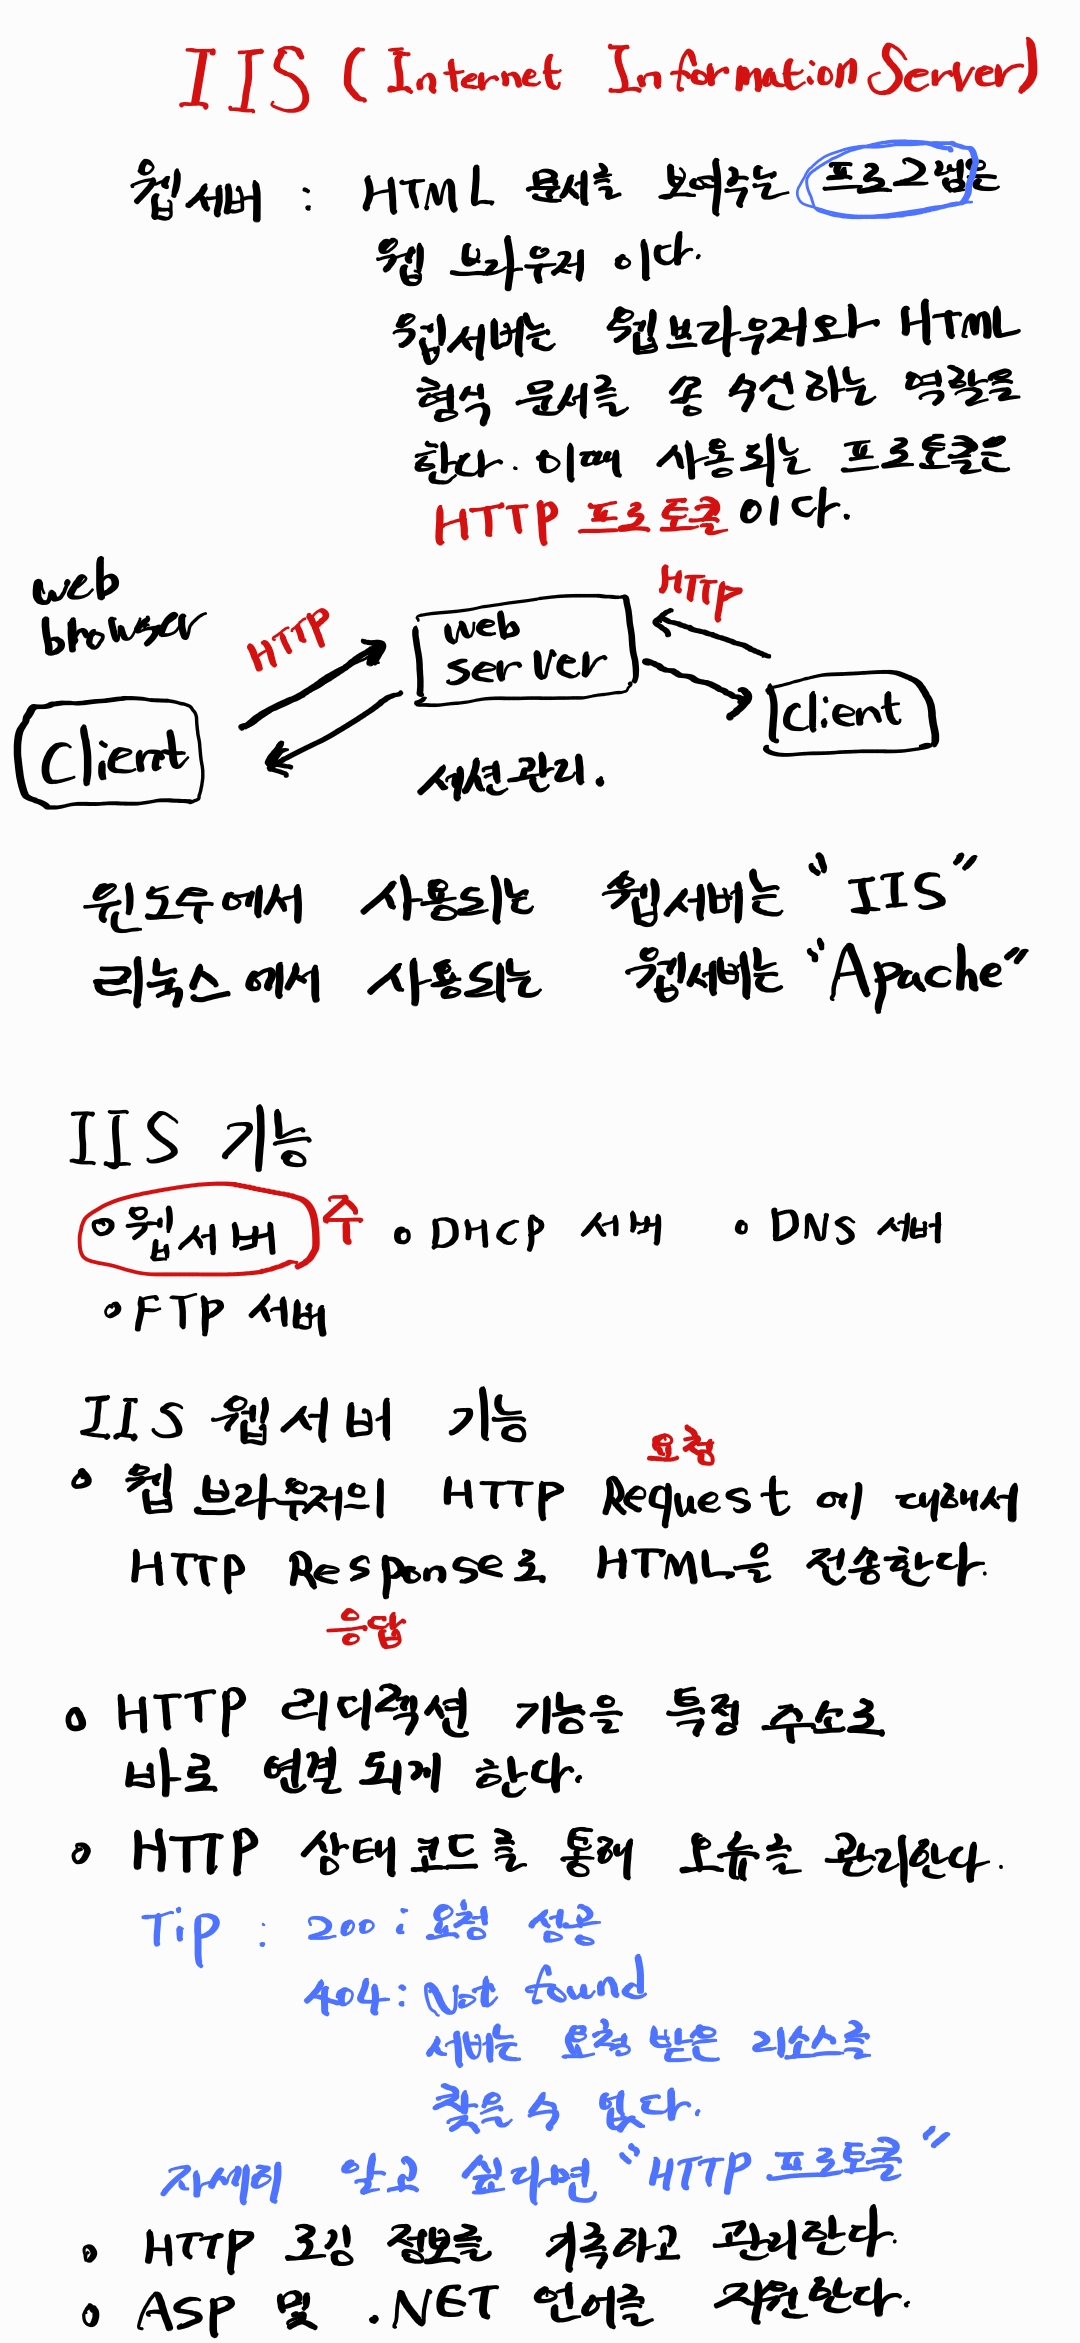 IIS (Internet Information Server)
웹서버 : HTML 문서를 보여주는 프로그램은
웹 브라우저 이다.
웹서버는 웹브라우저와 HTML
형식 문서를 송 수신하는 역할을
한다. 이때 사용되는 프로토콜은
HTTP 프로토콜 이다.
web
browser
HTTP
web
server
HTTP
client
client
세션관리.
윈도우에서 사용되는 웹서버는 "IIS"
리눅스에서 사용되는 웹서버는 "Apache"
IIS 기능
◦웹서버 주 ◦ DHCP 서버 ◦ DNS 서버
◦FTP 서버
IIS 웹서버 기능
요청
◦ 웹 브라우저의 HTTP Request 에 대해서
HTTP Response로 HTML을 전송한다.
응답
◦ HTTP 리디렉션 기능을 특정 주소로
바로 연결 되게 한다.
◦ HTTP 상태 코드를 통해 오류를 관리한다.
Tip : 200 : 요청 성공
404 : Not found
서버는 요청 받은 리소스를
찾을 수 없다.
자세히 알고 싶다면 "HTTP 프로토콜"
◦ HTTP 로깅 정보를 기록하고 관리한다.
◦ ASP 및 .NET 언어를 지원한다.